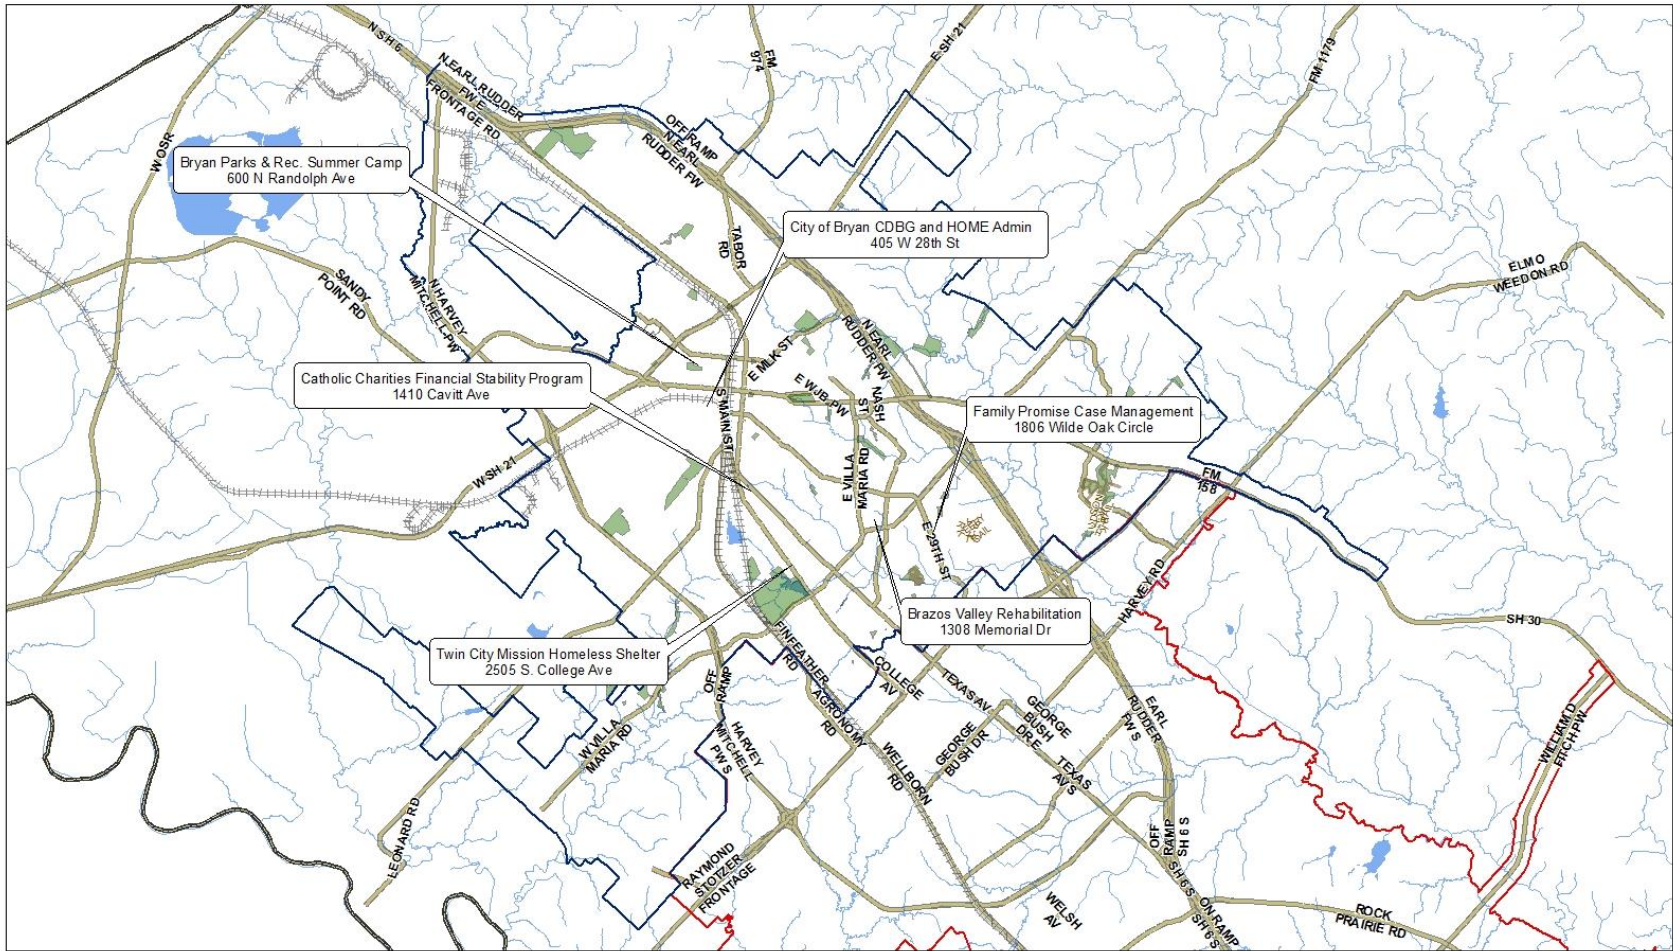 N SH 6
FM 974
E SH 21
FM 1179
N EARL RUDDER
FW E
FRONTAGE RD
OFF RAMP
N EARL
RUDDER FW
W OSR
Bryan Parks & Rec. Summer Camp
600 N Randolph Ave
City of Bryan CDBG and HOME Admin
405 W 28th St
TABOR
RD
ELMO
WEEDON RD
SANDY
POINT RD
N HARVEY
MITCHELL PW
N EARL
RUDDER FW
E MLK ST
Catholic Charities Financial Stability Program
1410 Cavitt Ave
E WJB PW
NASH
ST
S MAIN ST
Family Promise Case Management
1806 Wilde Oak Circle
W SH 21
E VILLA
MARIA RD
FM
158
E 29TH ST
HARVEY RD
Brazos Valley Rehabilitation
1308 Memorial Dr
SH 30
Twin City Mission Homeless Shelter
2505 S. College Ave
FINFEATHER
RD
COLLEGE
AV
TEXAS AV
OFF
RAMP
AGRONOMY
RD
GEORGE
BUSH
DR E
EARL
RUDDER
FW S
WILLIAM D
FITCH PW
W VILLA
MARIA RD
HARVEY
MITCHELL
PW S
GEORGE
BUSH DR
WELLBORN
RD
TEXAS
AV S
LEONARD RD
OFF
RAMP
SH 6 S
RAYMOND
STOTZER
FRONTAGE
SH 6 S
WELSH
AV
ON RAMP
SH 6 S
ROCK
PRAIRIE RD